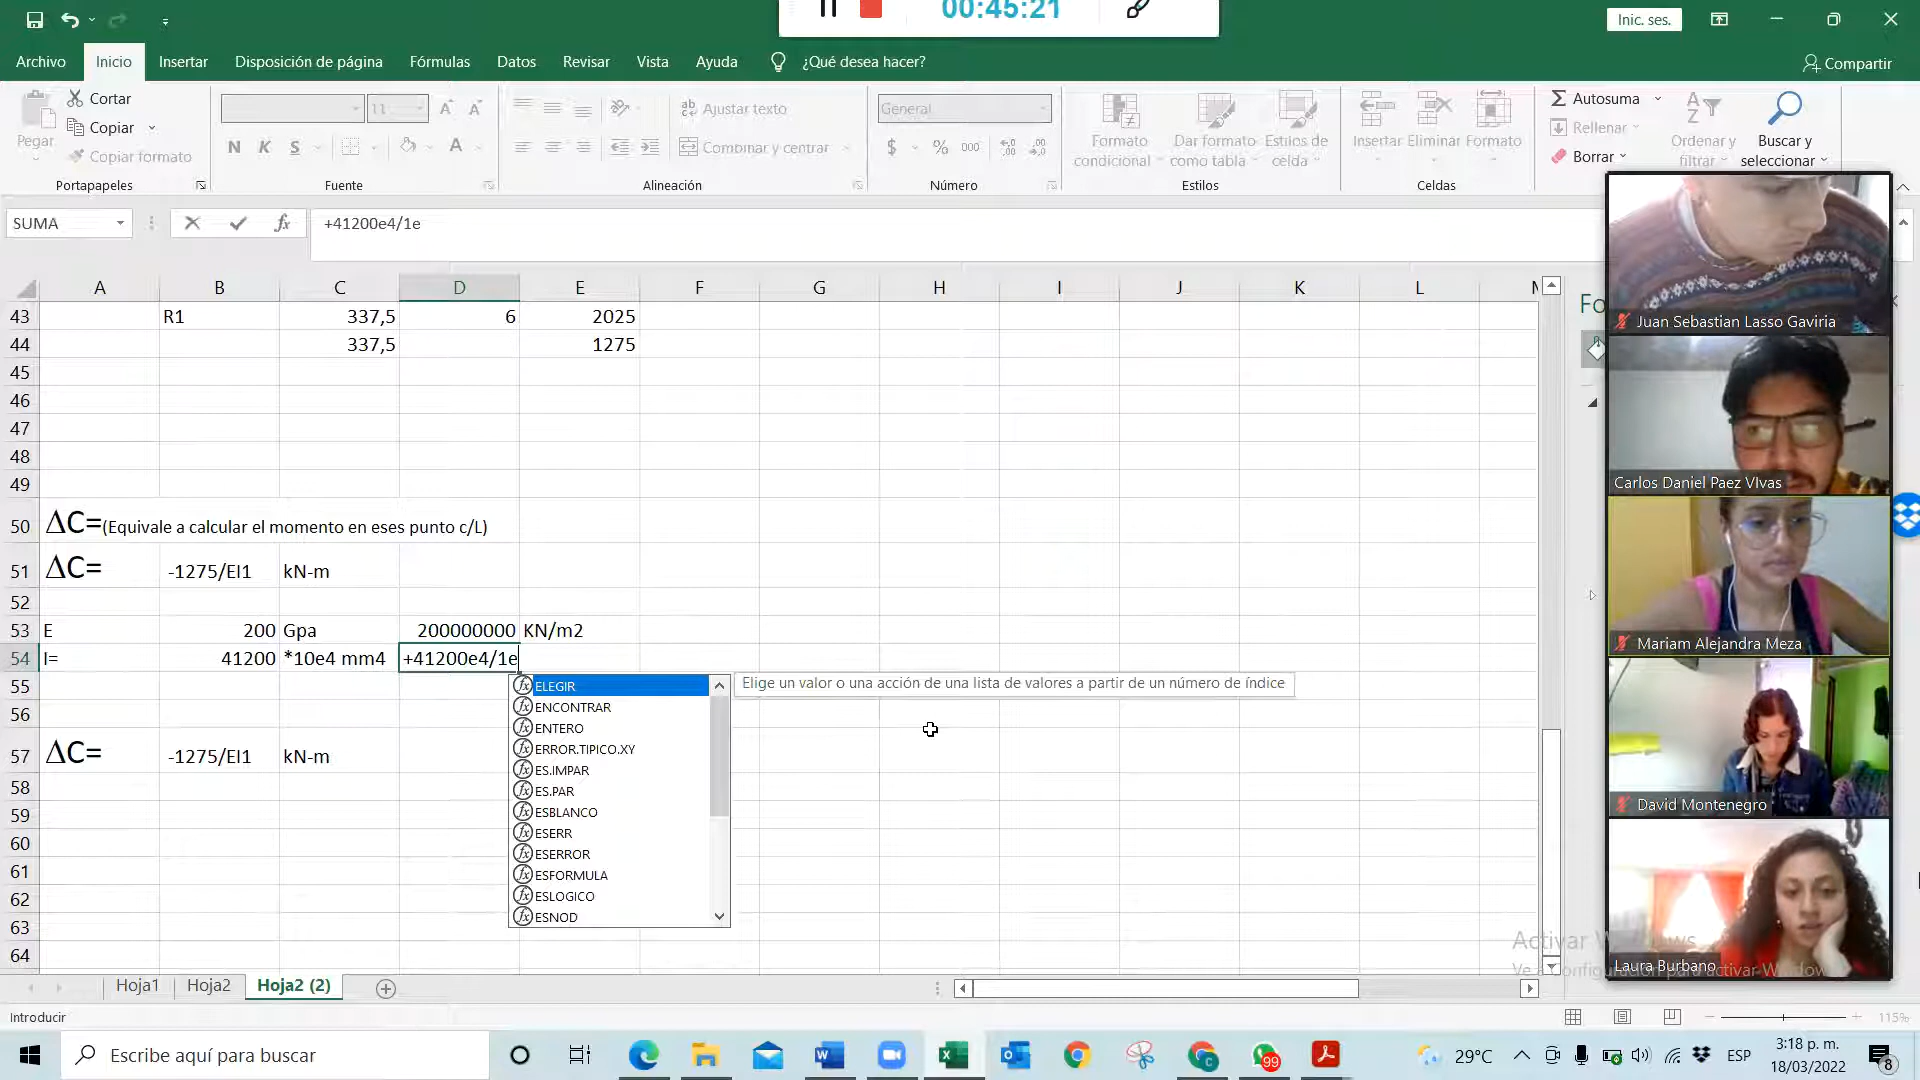 00:45:21
Inic. ses.
Archivo Inicio Insertar Disposición de página Fórmulas Datos Revisar Vista Ayuda ¿Qué desea hacer? Compartir
Pegar
Cortar
Copiar
Copiar formato
Portapapeles
11
N K S
Fuente
Ajustar texto
Combinar y centrar
Alineación
General
$ % 000
Número
Formato condicional
Dar formato como tabla
Estilos de celda
Estilos
Insertar Eliminar Formato
Celdas
Autosuma
Rellenar
Borrar
Ordenar y filtrar
Buscar y seleccionar
SUMA
fx
+41200e4/1e
A B C D E F G H I J K L
43 R1 337,5 6 2025
44 337,5 1275
45
46
47
48
49
50 ΔC=(Equivale a calcular el momento en eses punto c/L)
51 ΔC= -1275/EI1 kN-m
52
53 E 200 Gpa 200000000 KN/m2
54 I= 41200 *10e4 mm4 +41200e4/1e
55
56
57 ΔC= -1275/EI1 kN-m
58
59
60
61
62
63
64
ELEGIR
ENCONTRAR
ENTERO
ERROR.TIPICO.XY
ES.IMPAR
ES.PAR
ESBLANCO
ESERR
ESERROR
ESFORMULA
ESLOGICO
ESNOD
Elige un valor o una acción de una lista de valores a partir de un número de índice
Fo
Juan Sebastian Lasso Gaviria
Carlos Daniel Paez VIvas
Mariam Alejandra Meza
David Montenegro
Laura Burbano
Activar Windows
Hoja1 Hoja2 Hoja2 (2)
Introducir
115%
Escribe aquí para buscar
99
29°C
ESP
3:18 p. m.
18/03/2022
8